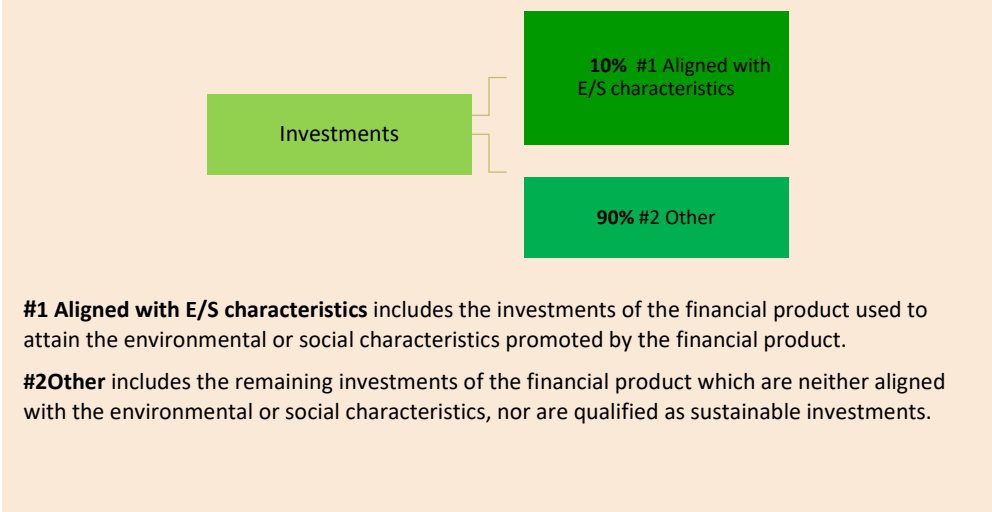 10% #1 Aligned with
E/S characteristics
Investments
90% #2 Other
#1 Aligned with E/S characteristics includes the investments of the financial product used to
attain the environmental or social characteristics promoted by the financial product.
#2Other includes the remaining investments of the financial product which are neither aligned
with the environmental or social characteristics, nor are qualified as sustainable investments.